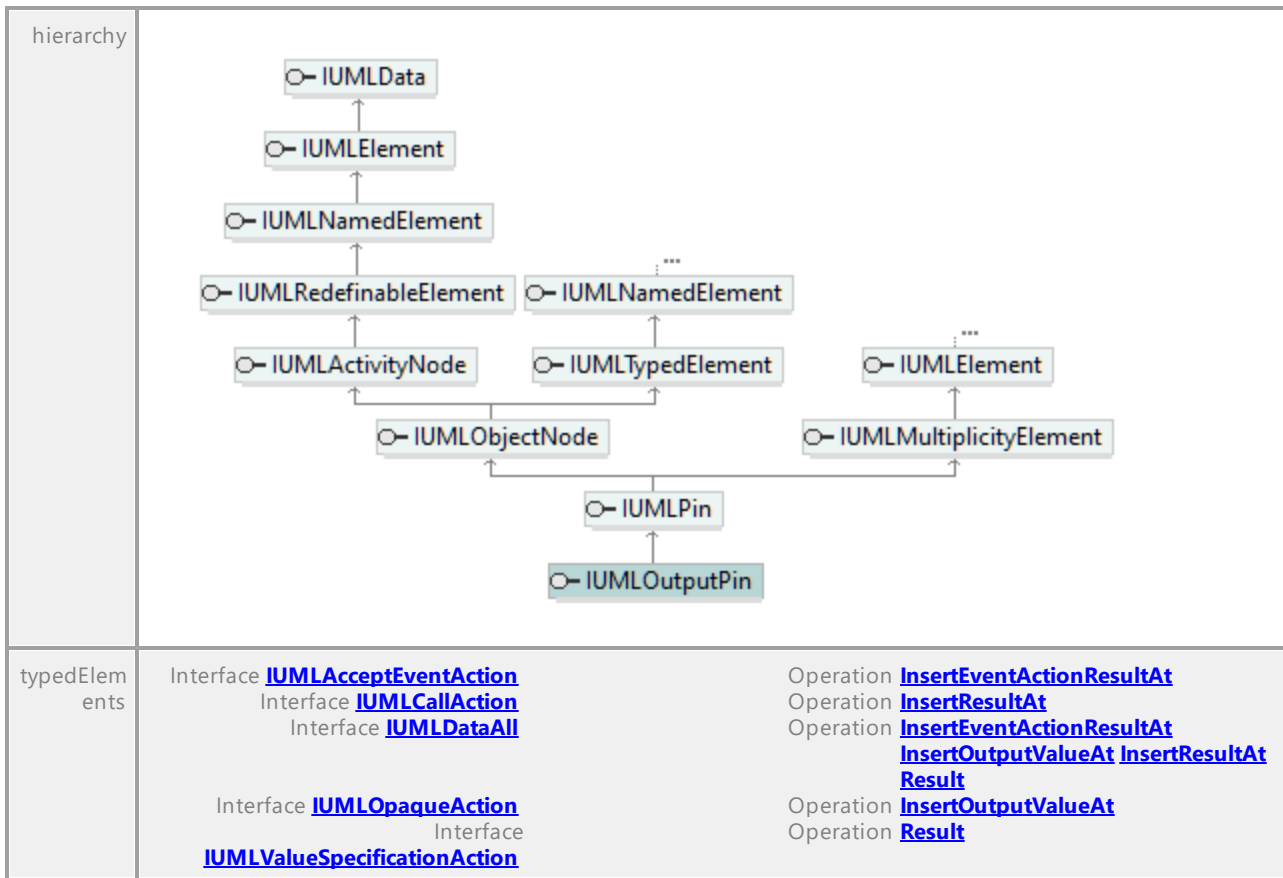 hierarchy
IUMLData
IUMLElement
IUMLNamedElement
IUMLRedefinableElement IUMLNamedElement
IUMLActivityNode IUMLTypedElement IUMLElement
IUMLObjectNode IUMLMultiplicityElement
IUMLPin
IUMLOutputPin
typedElem Interface IUMLAcceptEventAction Operation InsertEventActionResultAt
ents Interface IUMLCallAction Operation InsertResultAt
Interface IUMLDataAll Operation InsertEventActionResultAt
InsertOutputValueAt InsertResultAt
Result
Interface IUMLOpaqueAction Operation InsertOutputValueAt
Interface Operation Result
IUMLValueSpecificationAction